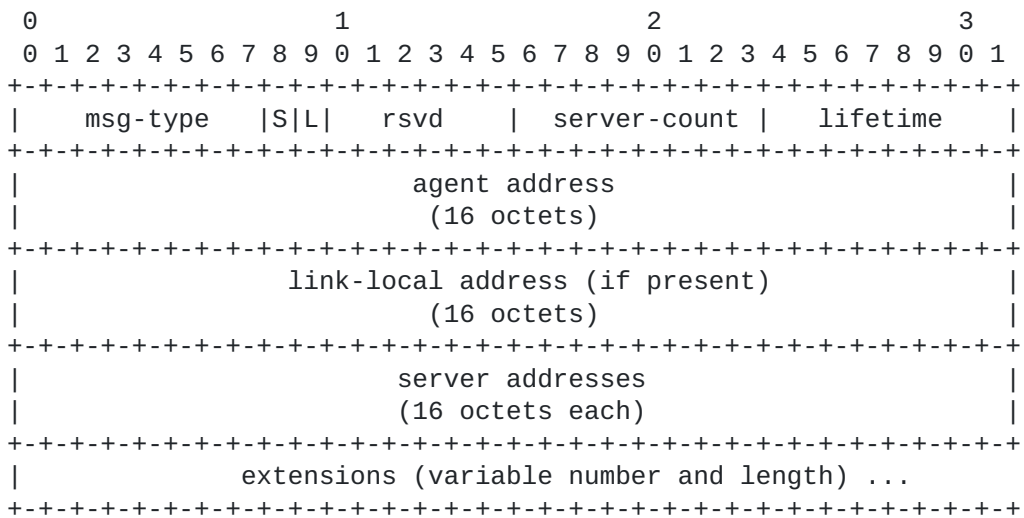 0                   1                   2                   3
 0 1 2 3 4 5 6 7 8 9 0 1 2 3 4 5 6 7 8 9 0 1 2 3 4 5 6 7 8 9 0 1
+-+-+-+-+-+-+-+-+-+-+-+-+-+-+-+-+-+-+-+-+-+-+-+-+-+-+-+-+-+-+-+-+
|    msg-type   |S|L|   rsvd    |  server-count |   lifetime    |
+-+-+-+-+-+-+-+-+-+-+-+-+-+-+-+-+-+-+-+-+-+-+-+-+-+-+-+-+-+-+-+-+
|                         agent address                         |
|                          (16 octets)                          |
+-+-+-+-+-+-+-+-+-+-+-+-+-+-+-+-+-+-+-+-+-+-+-+-+-+-+-+-+-+-+-+-+
|                 link-local address (if present)               |
|                          (16 octets)                          |
+-+-+-+-+-+-+-+-+-+-+-+-+-+-+-+-+-+-+-+-+-+-+-+-+-+-+-+-+-+-+-+-+
|                        server addresses                       |
|                        (16 octets each)                       |
+-+-+-+-+-+-+-+-+-+-+-+-+-+-+-+-+-+-+-+-+-+-+-+-+-+-+-+-+-+-+-+-+
|              extensions (variable number and length) ...
+-+-+-+-+-+-+-+-+-+-+-+-+-+-+-+-+-+-+-+-+-+-+-+-+-+-+-+-+-+-+-+-+